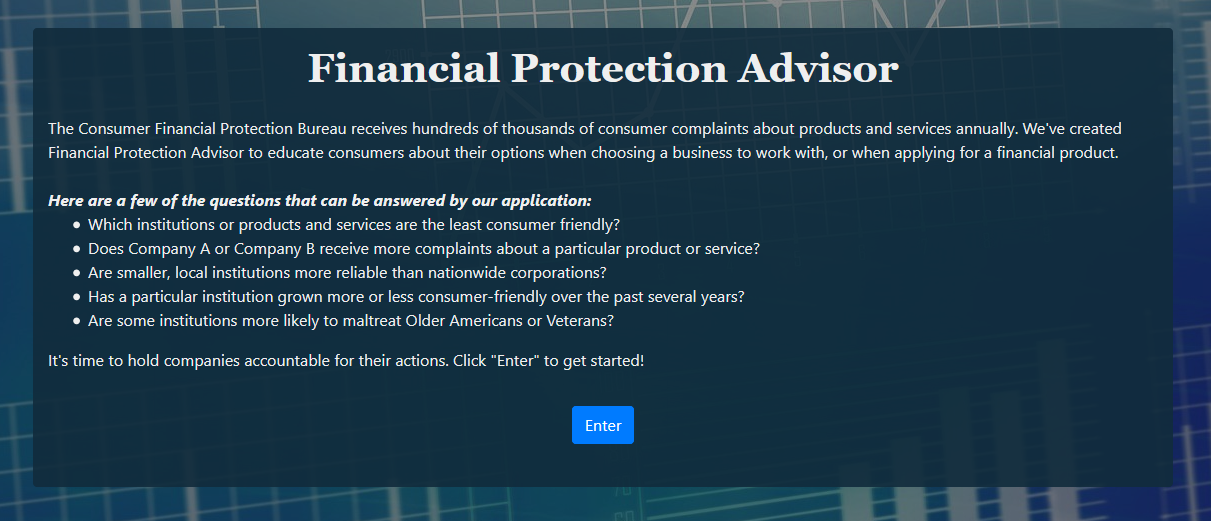 Financial Protection Advisor
The Consumer Financial Protection Bureau receives hundreds of thousands of consumer complaints about products and services annually. We've created
Financial Protection Advisor to educate consumers about their options when choosing a business to work with, or when applying for a financial product.
Here are a few of the questions that can be answered by our application:
• Which institutions or products and services are the least consumer friendly?
• Does Company A or Company B receive more complaints about a particular product or service?
• Are smaller, local institutions more reliable than nationwide corporations?
• Has a particular institution grown more or less consumer-friendly over the past several years?
• Are some institutions more likely to maltreat Older Americans or Veterans?
It's time to hold companies accountable for their actions. Click "Enter" to get started!
Enter